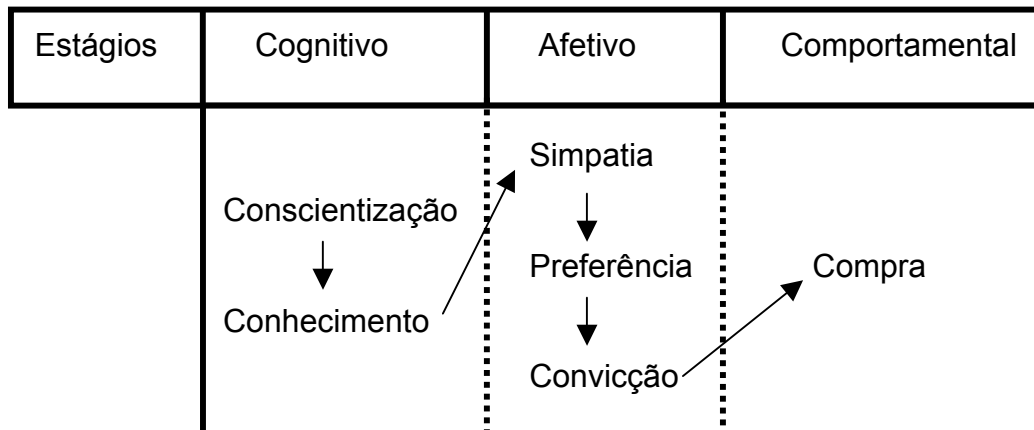 Estágios
Cognitivo
Afetivo
Comportamental
Conscientização
Conhecimento
Simpatia
Preferência
Convicção
Compra